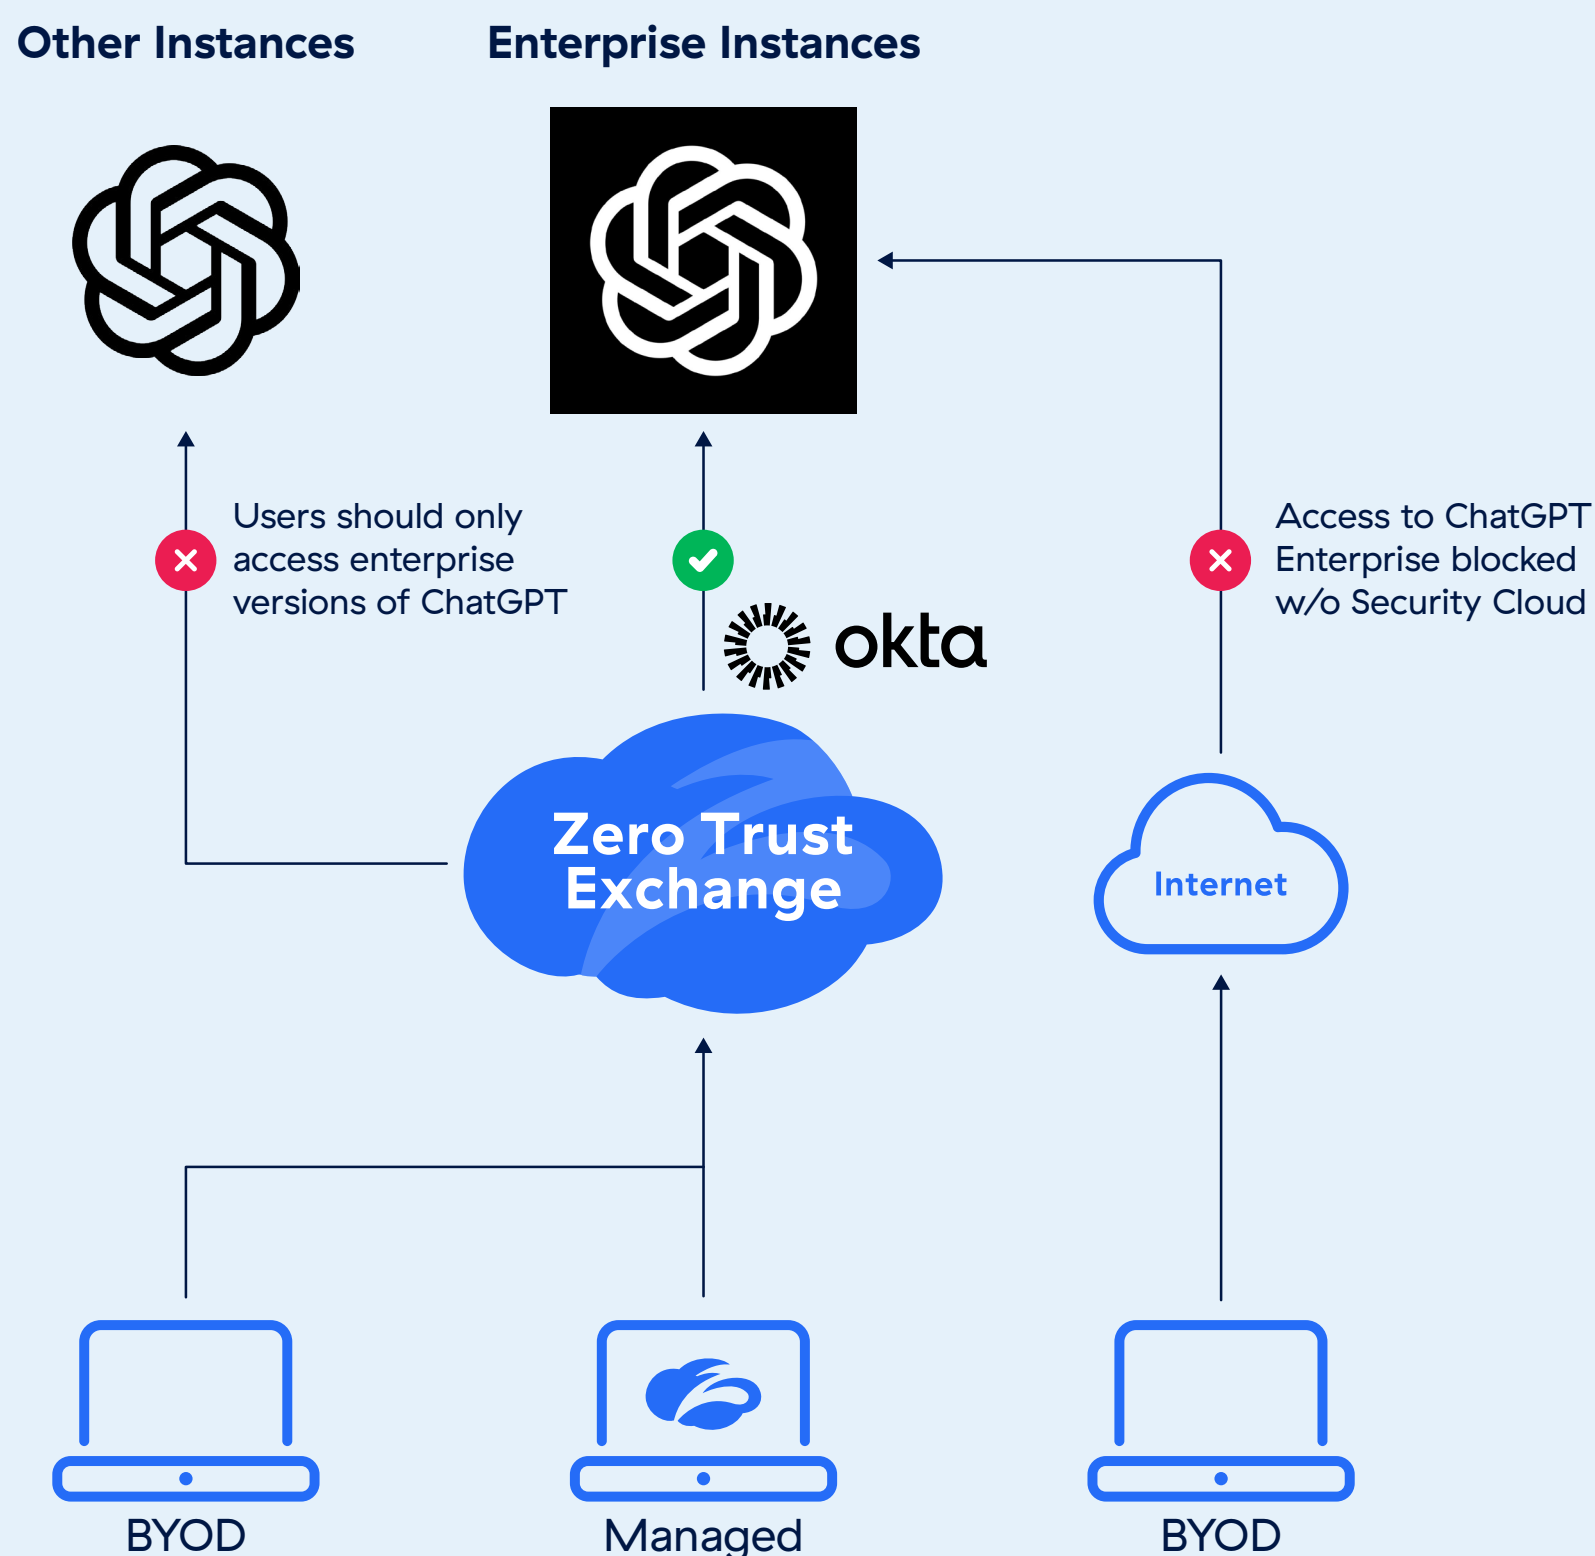 Other Instances
Enterprise Instances
Users should only
access enterprise
versions of ChatGPT
Access to ChatGPT
Enterprise blocked
w/o Security Cloud
okta
Zero Trust
Exchange
Internet
BYOD
Managed
BYOD